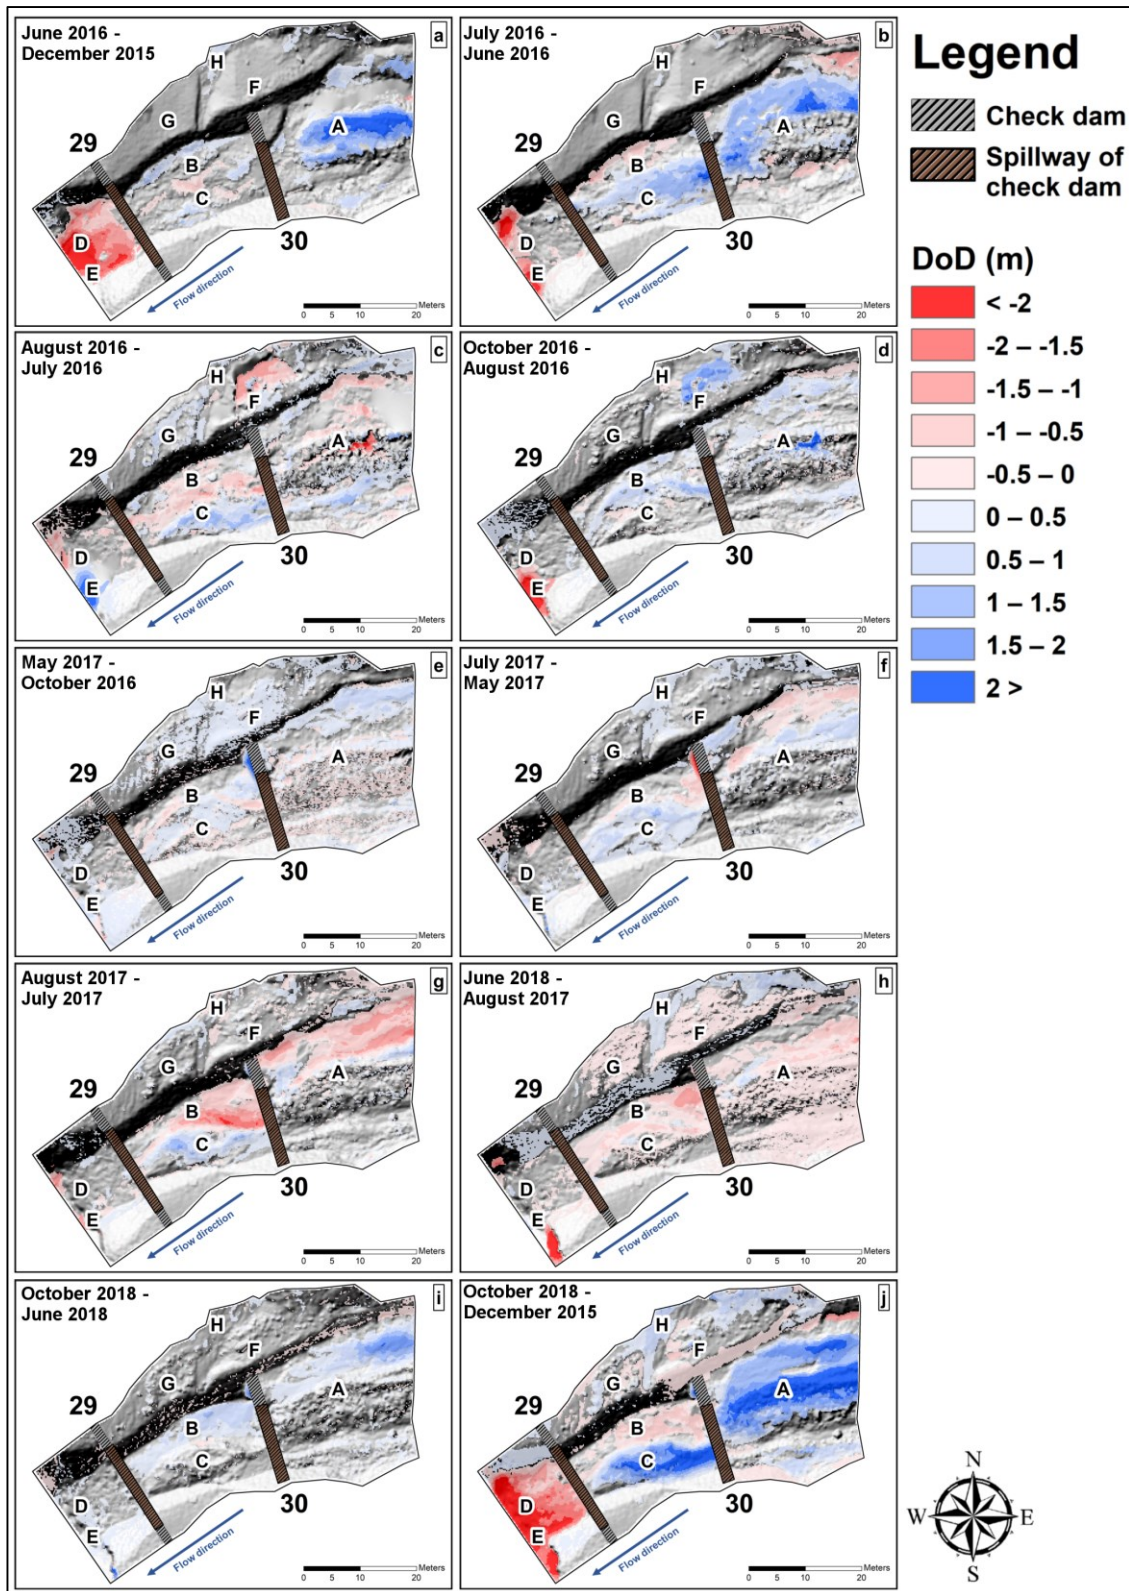 June 2016 -
December 2015
a
H
F
G
A
29
B
C
D
E
30
Flow direction
Meters
0 5 10 20
July 2016 -
June 2016
b
H
F
G
A
29
B
C
D
E
30
Flow direction
Meters
0 5 10 20
August 2016 -
July 2016
c
H
F
G
A
29
B
C
D
E
30
Flow direction
Meters
0 5 10 20
October 2016 -
August 2016
d
H
F
G
A
29
B
C
D
E
30
Flow direction
Meters
0 5 10 20
May 2017 -
October 2016
e
H
F
G
A
29
B
C
D
E
30
Flow direction
Meters
0 5 10 20
July 2017 -
May 2017
f
H
F
G
A
29
B
C
D
E
30
Flow direction
Meters
0 5 10 20
August 2017 -
July 2017
g
H
F
G
A
29
B
C
D
E
30
Flow direction
Meters
0 5 10 20
June 2018 -
August 2017
h
H
F
G
A
29
B
C
D
E
30
Flow direction
Meters
0 5 10 20
October 2018 -
June 2018
i
H
F
G
A
29
B
C
D
E
30
Flow direction
Meters
0 5 10 20
October 2018 -
December 2015
j
H
F
G
A
29
B
C
D
E
30
Flow direction
Meters
0 5 10 20
Legend
Check dam
Spillway of
check dam
DoD (m)
< -2
-2 – -1.5
-1.5 – -1
-1 – -0.5
-0.5 – 0
0 – 0.5
0.5 – 1
1 – 1.5
1.5 – 2
2 >
N
W E
S